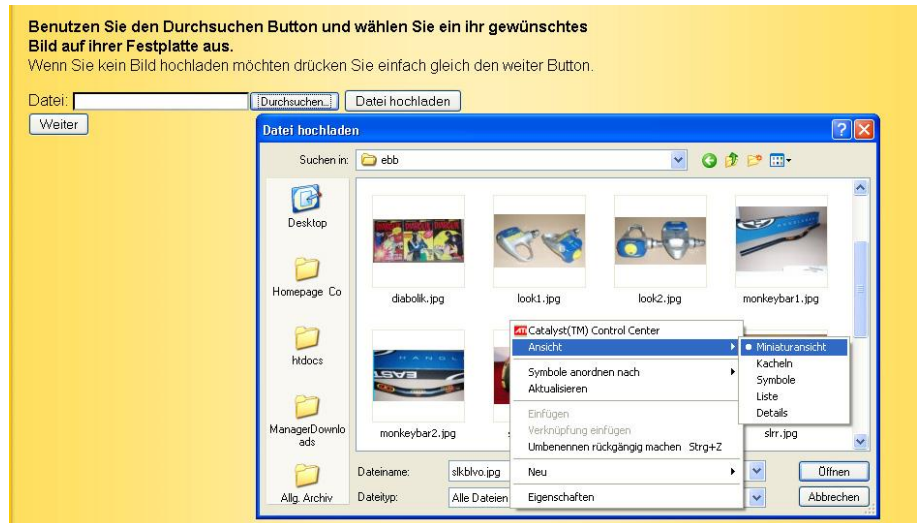 Benutzen Sie den Durchsuchen Button und wählen Sie ein ihr gewünschtes
Bild auf ihrer Festplatte aus.
Wenn Sie kein Bild hochladen möchten drücken Sie einfach gleich den weiter Button.
Datei:
Durchsuchen...
Datei hochladen
Weiter
Datei hochladen
Suchen in:
ebb
Desktop
Homepage Co
htdocs
ManagerDownlo
ads
Allg. Archiv
diabolik.jpg
look1.jpg
look2.jpg
monkeybar1.jpg
monkeybar2.jpg
slrr.jpg
ATI Catalyst(TM) Control Center
Ansicht
Symbole anordnen nach
Aktualisieren
Einfügen
Verknüpfung einfügen
Umbenennen rückgängig machen Strg+Z
Neu
Eigenschaften
Miniaturansicht
Kacheln
Symbole
Liste
Details
Dateiname:
slkblvo.jpg
Öffnen
Dateityp:
Alle Dateien
Abbrechen